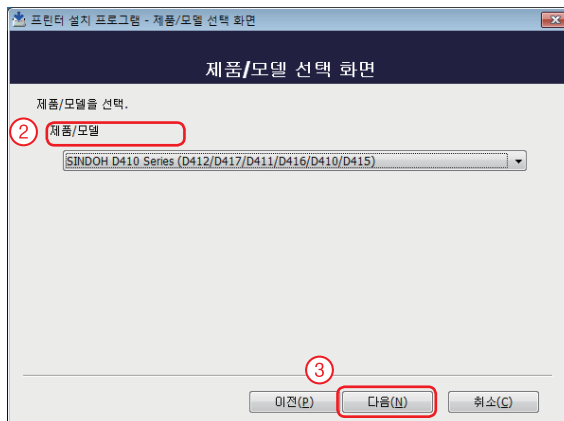 프린터 설치 프로그램 - 제품/모델 선택 화면
제품/모델 선택 화면
제품/모델을 선택.
② 제품/모델
SINDOH D410 Series (D412/D417/D411/D416/D410/D415)
③
이전(P) 다음(N) 취소(C)